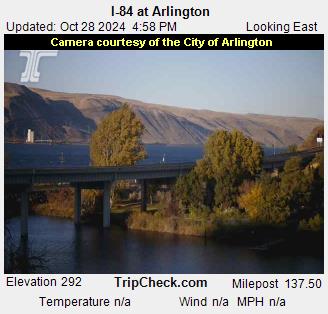 I-84 at Arlington
Updated: Oct 28 2024 4:58 PM Looking East
Camera courtesy of the City of Arlington
Elevation 292 TripCheck.com Milepost 137.50
Temperature n/a Wind n/a MPH n/a